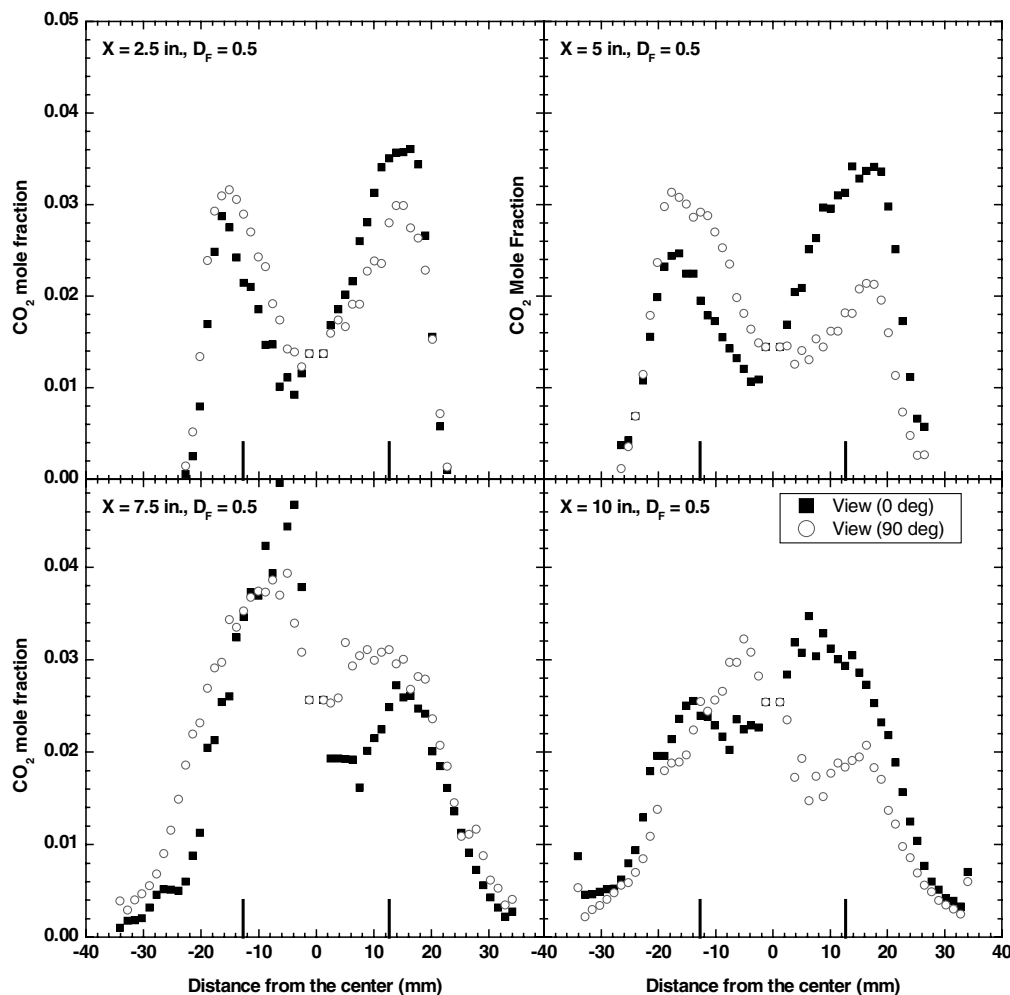 0.05
X = 2.5 in., D_F = 0.5
X = 5 in., D_F = 0.5
0.04
0.03
0.02
0.01
0.00
CO₂ mole fraction
CO₂ Mole Fraction
X = 7.5 in., D_F = 0.5
X = 10 in., D_F = 0.5
View (0 deg)
View (90 deg)
0.04
0.03
0.02
0.01
0.00
CO₂ mole fraction
-40 -30 -20 -10 0 10 20 30 -40 -30 -20 -10 0 10 20 30 40
Distance from the center (mm) Distance from the center (mm)